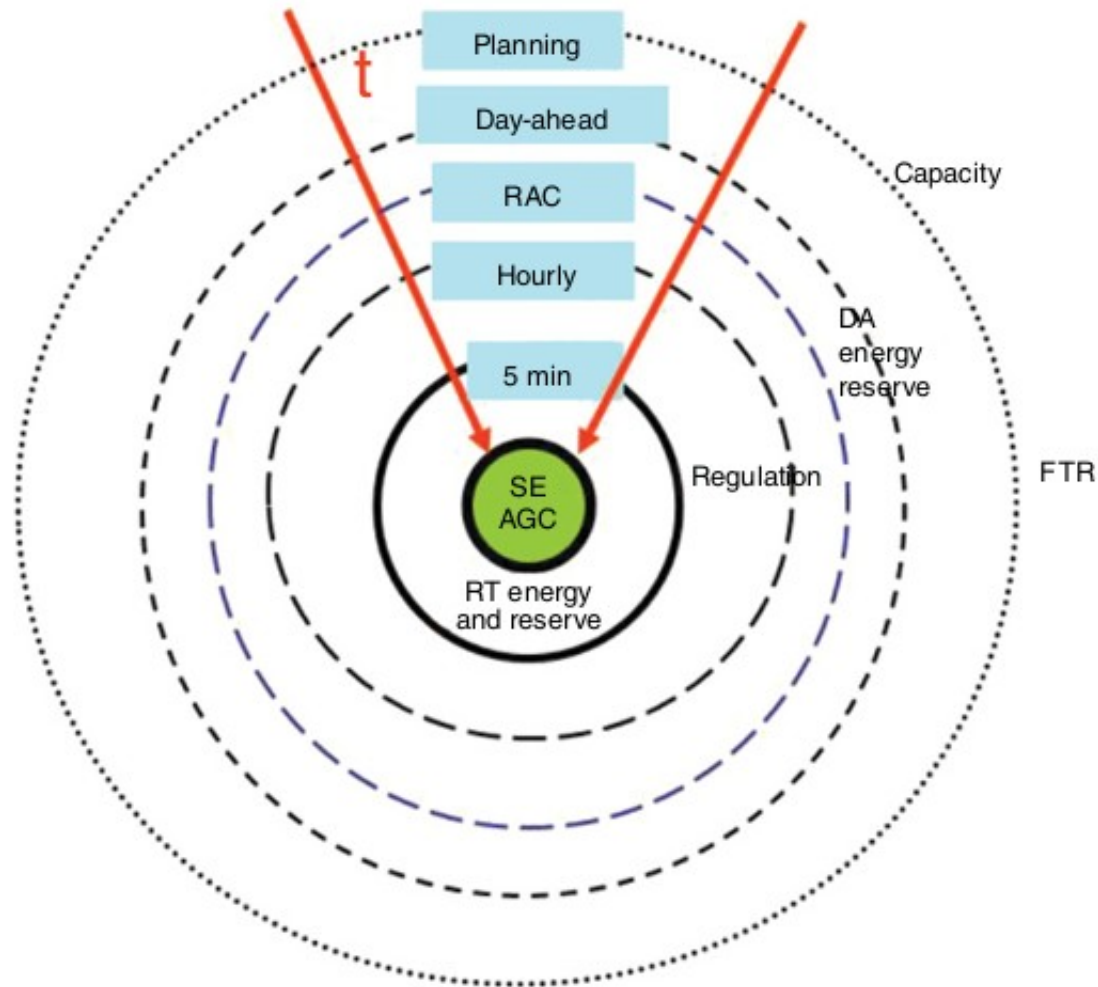 t
Planning
Day-ahead
Capacity
RAC
Hourly
DA
energy
reserve
5 min
Regulation
FTR
SE
AGC
RT energy
and reserve